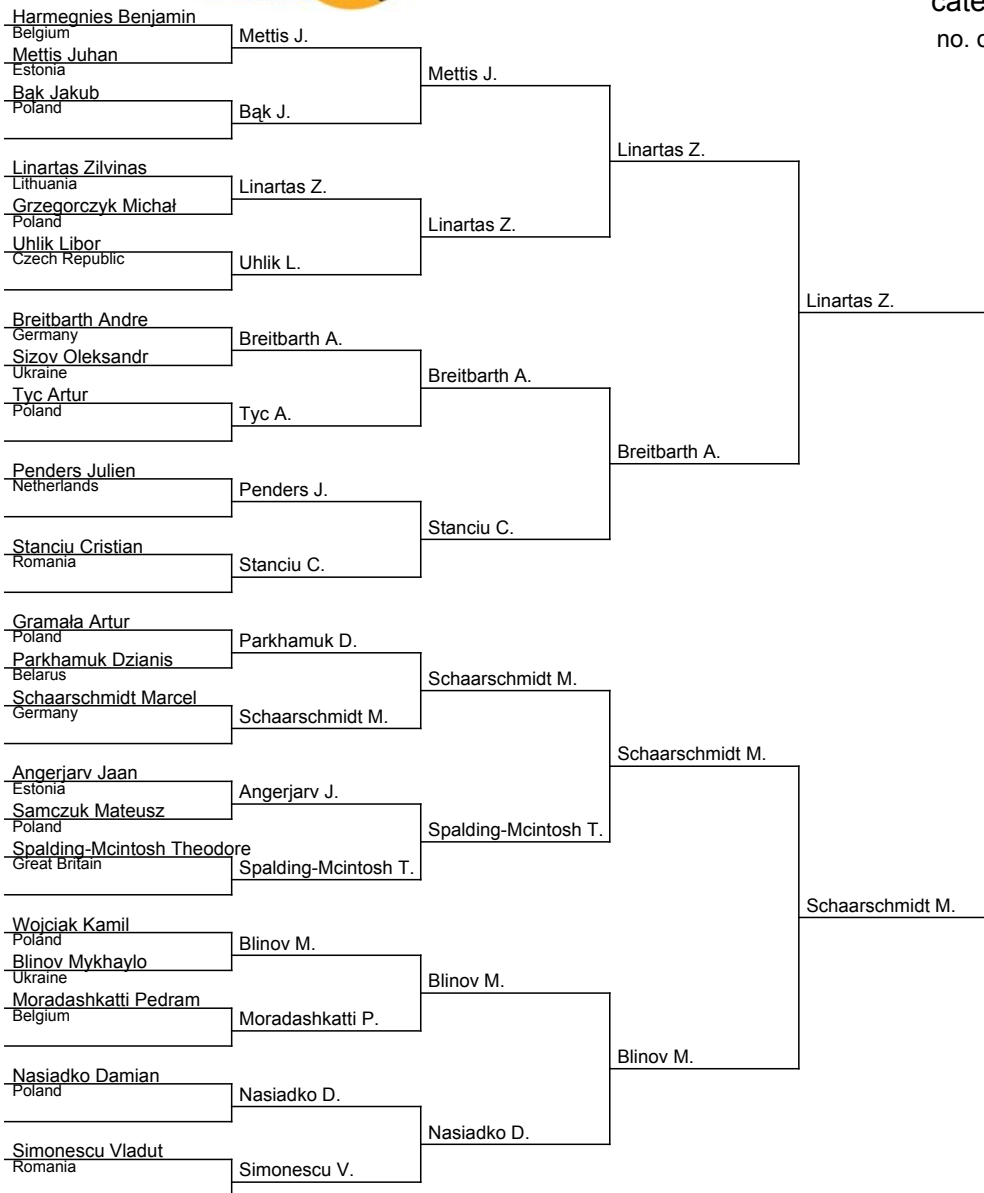 cate
no. o
Harmegnies Benjamin
Belgium
Mettis Juhan
Estonia
Bąk Jakub
Poland
Linartas Zilvinas
Lithuania
Grzegorczyk Michał
Poland
Uhlik Libor
Czech Republic
Breitbarth Andre
Germany
Sizov Oleksandr
Ukraine
Tyc Artur
Poland
Penders Julien
Netherlands
Stanciu Cristian
Romania
Gramała Artur
Poland
Parkhamuk Dzianis
Belarus
Schaarschmidt Marcel
Germany
Angerjarv Jaan
Estonia
Samczuk Mateusz
Poland
Spalding-Mcintosh Theodore
Great Britain
Wojciak Kamil
Poland
Blinov Mykhaylo
Ukraine
Moradashkatti Pedram
Belgium
Nasiadko Damian
Poland
Simonescu Vladut
Romania
Mettis J.
Bąk J.
Linartas Z.
Uhlik L.
Breitbarth A.
Tyc A.
Penders J.
Stanciu C.
Parkhamuk D.
Schaarschmidt M.
Angerjarv J.
Spalding-Mcintosh T.
Blinov M.
Moradashkatti P.
Nasiadko D.
Simonescu V.
Mettis J.
Linartas Z.
Breitbarth A.
Stanciu C.
Schaarschmidt M.
Spalding-Mcintosh T.
Blinov M.
Nasiadko D.
Linartas Z.
Breitbarth A.
Schaarschmidt M.
Blinov M.
Linartas Z.
Schaarschmidt M.